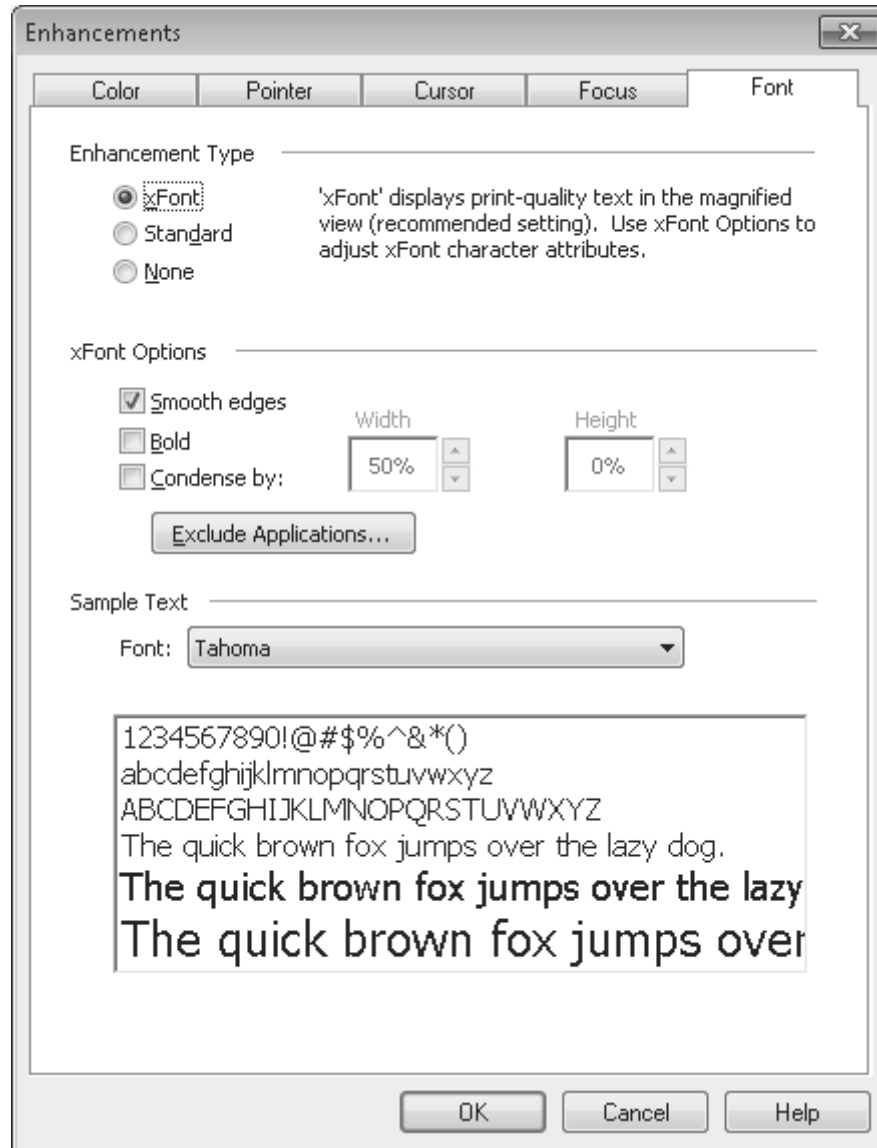 Enhancements
Color Pointer Cursor Focus Font
Enhancement Type
xFont
Standard
None
'xFont' displays print-quality text in the magnified
view (recommended setting). Use xFont Options to
adjust xFont character attributes.
xFont Options
Smooth edges
Bold
Condense by:
Width
50%
Height
0%
Exclude Applications...
Sample Text
Font: Tahoma
1234567890!@#$%^&*()
abcdefghijklmnopqrstuvwxyz
ABCDEFGHIJKLMNOPQRSTUVWXYZ
The quick brown fox jumps over the lazy dog.
The quick brown fox jumps over the lazy
The quick brown fox jumps over
OK Cancel Help